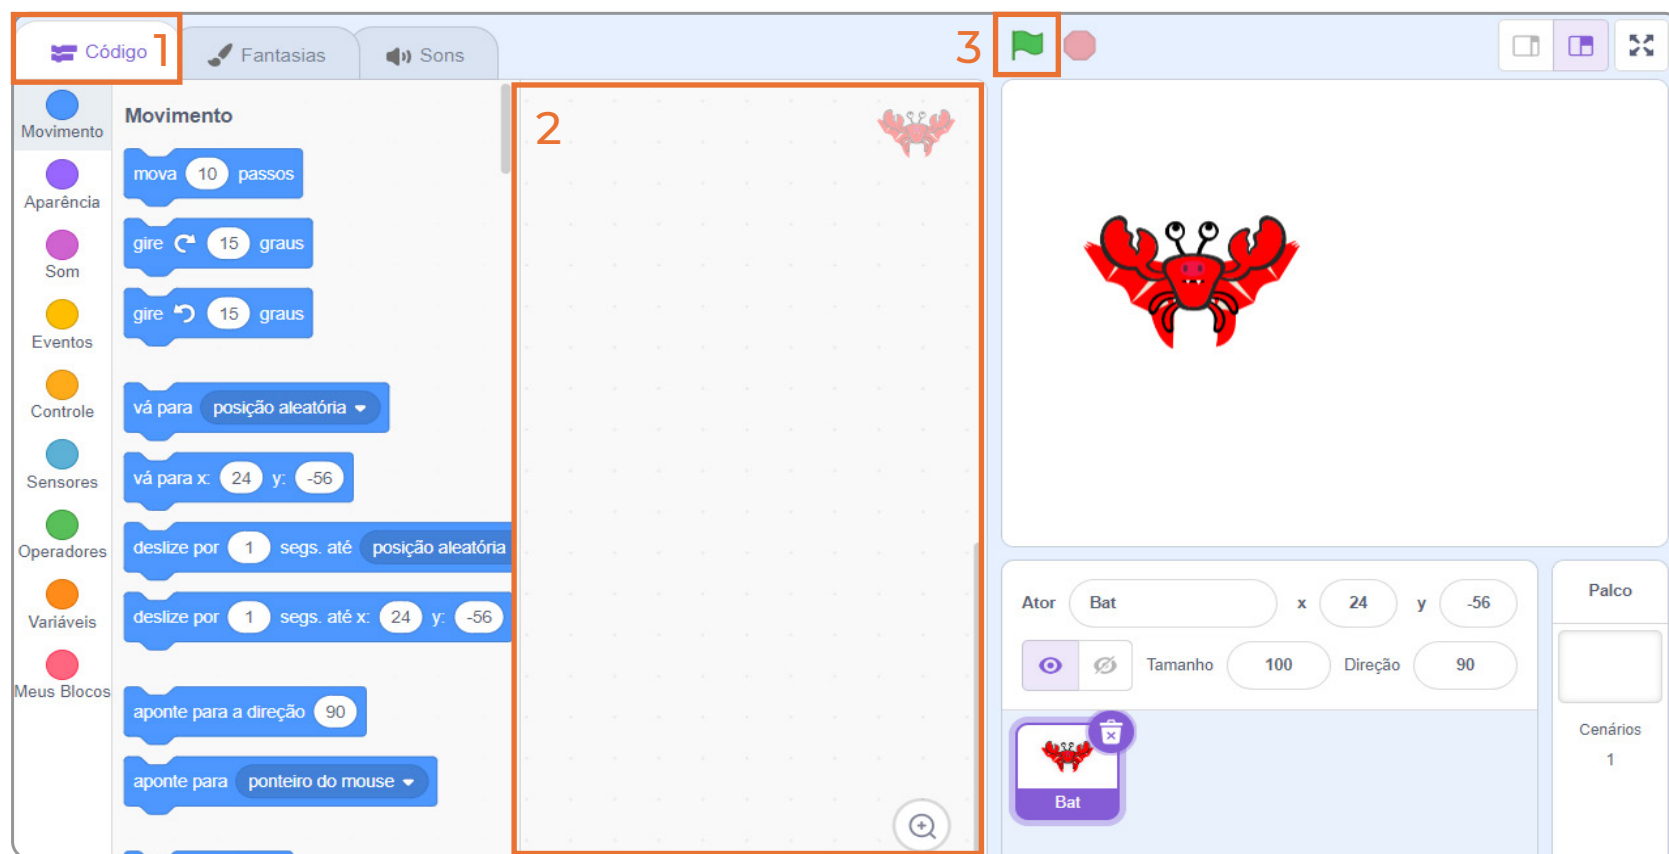 Código
1
Fantasias
Sons
3
Movimento
Aparência
Som
Eventos
Controle
Sensores
Operadores
Variáveis
Meus Blocos
Movimento
mova 10 passos
gire 15 graus
gire 15 graus
vá para posição aleatória
vá para x: 24 y: -56
deslize por 1 segs. até posição aleatória
deslize por 1 segs. até x: 24 y: -56
aponte para a direção 90
aponte para ponteiro do mouse
2
Ator Bat x 24 y -56
Tamanho 100 Direção 90
Bat
Palco
Cenários
1